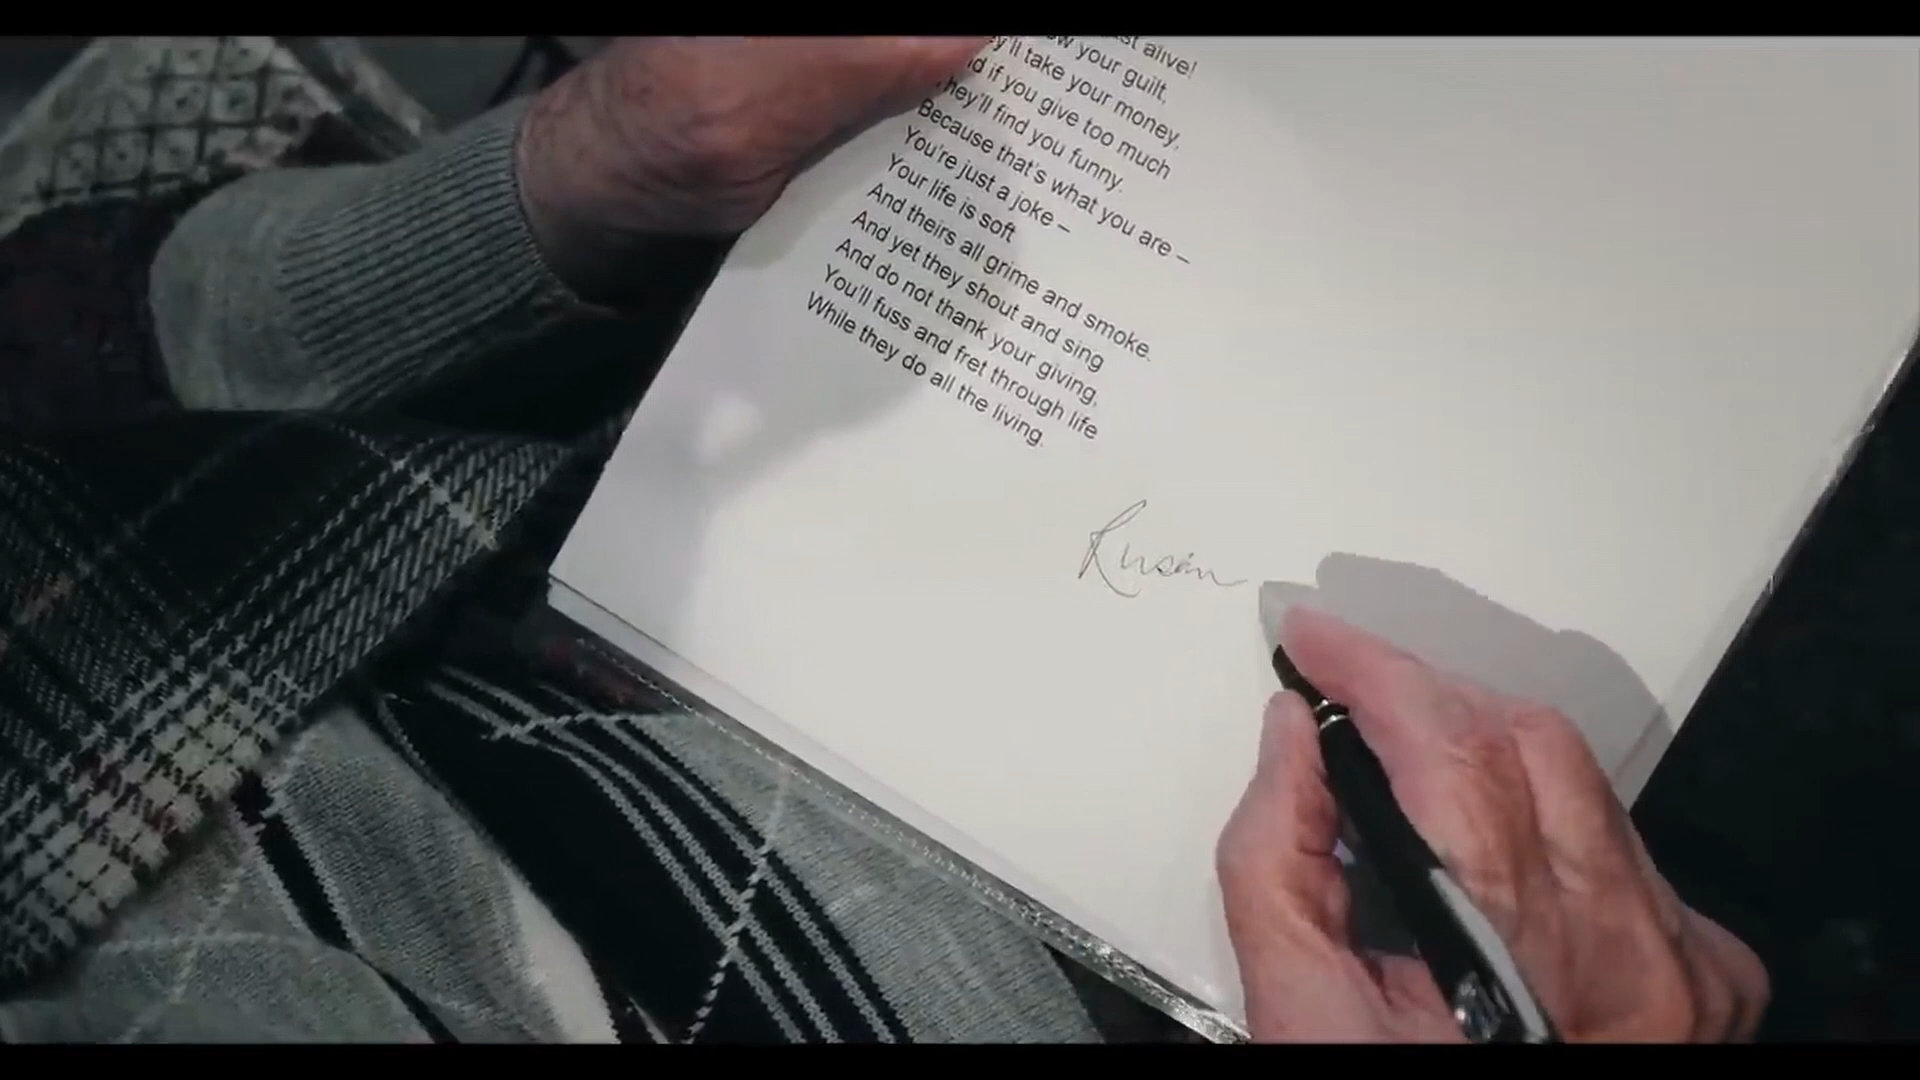 alive!
your guilt,
take your money,
if you give too much
hey'll find you funny.
Because that's what you are –
You're just a joke –
Your life is soft
And theirs all grime and smoke.
And yet they shout and sing
And do not thank your giving,
You'll fuss and fret through life
While they do all the living.